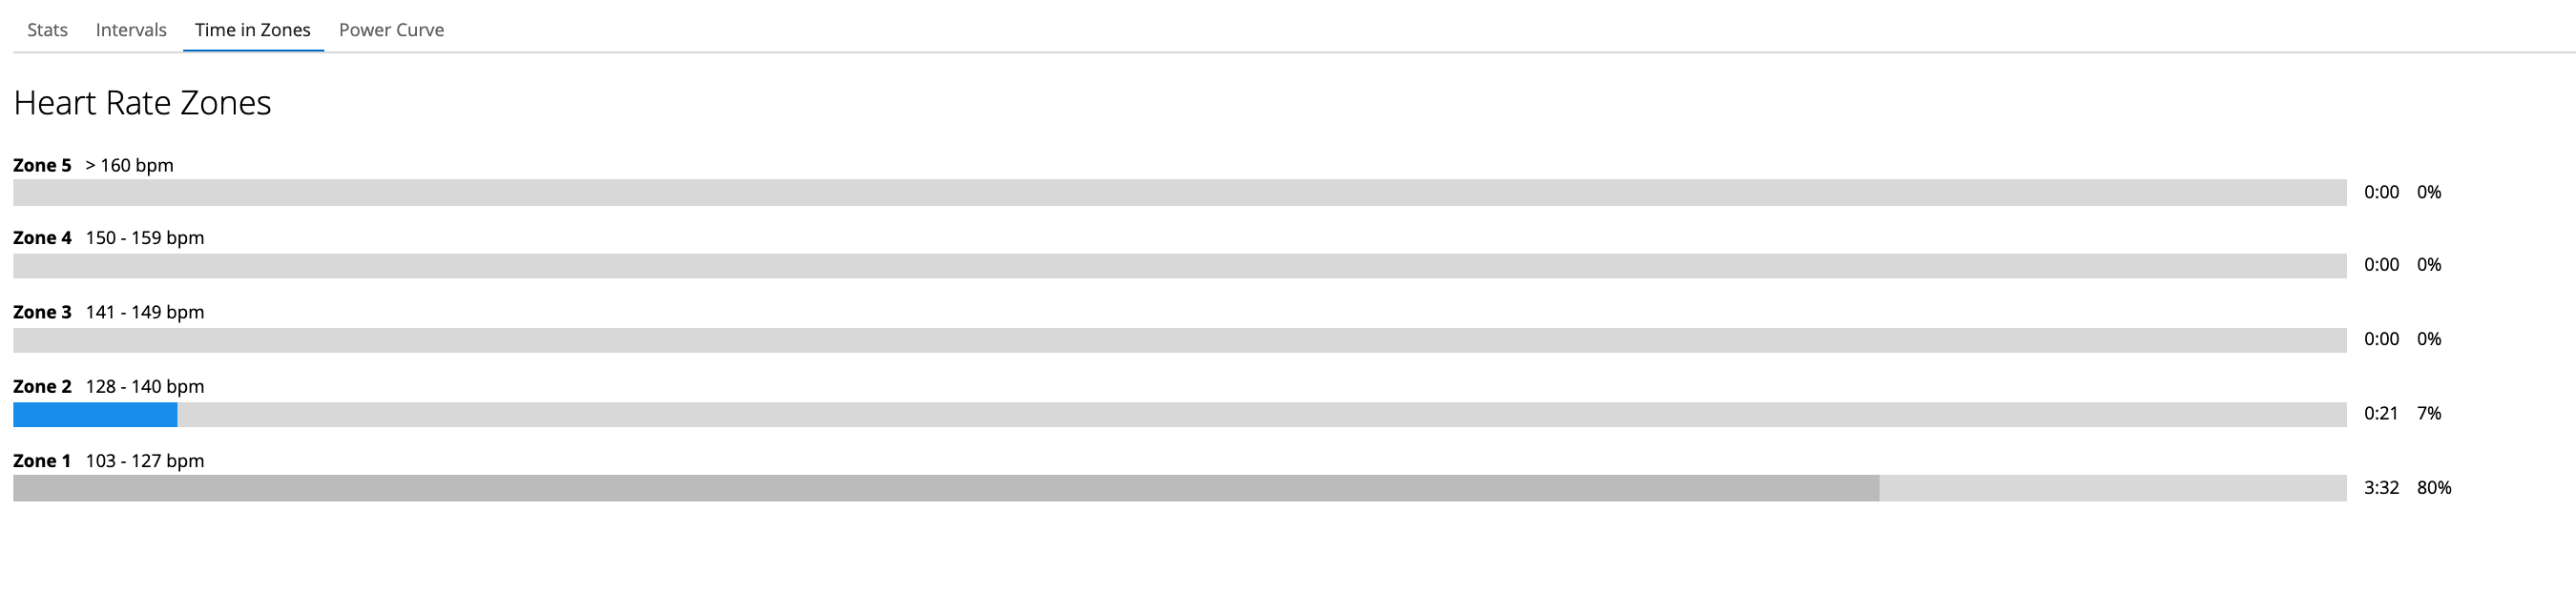 Stats Intervals Time in Zones Power Curve
Heart Rate Zones
Zone 5 > 160 bpm
0:00 0%
Zone 4 150 - 159 bpm
0:00 0%
Zone 3 141 - 149 bpm
0:00 0%
Zone 2 128 - 140 bpm
0:21 7%
Zone 1 103 - 127 bpm
3:32 80%